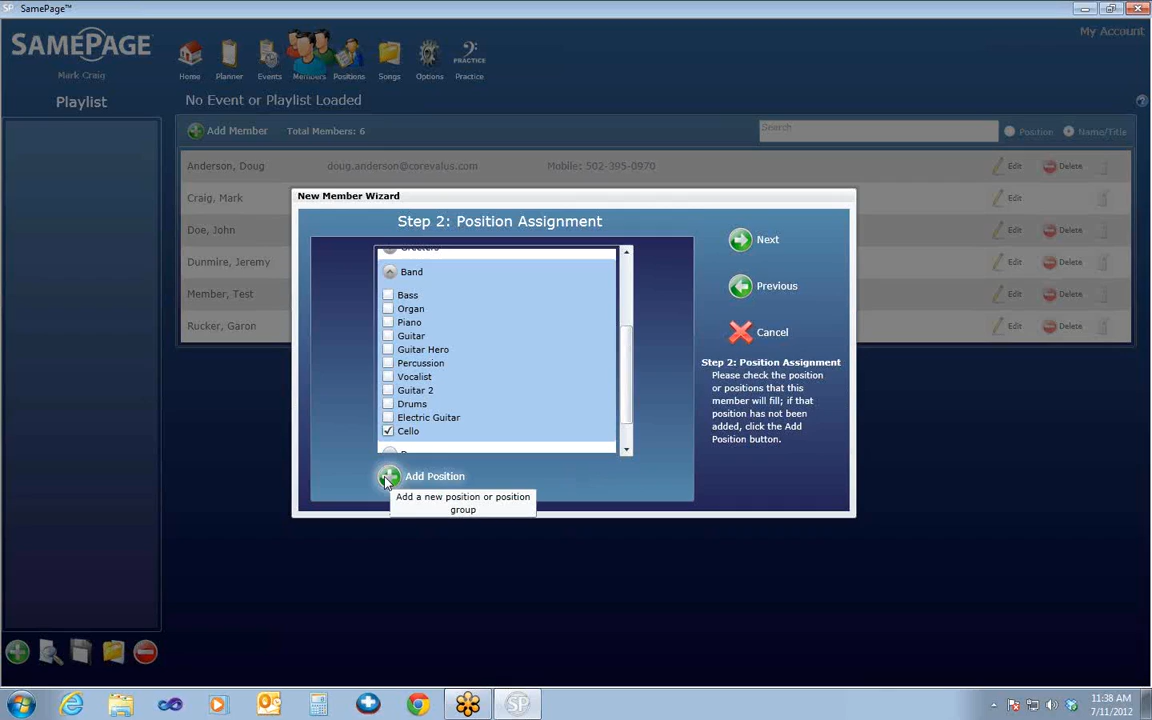 SamePage™
My Account
SAMEPAGE
Mark Craig
Home Planner Events Members Positions Songs Options Practice
PRACTICE
Playlist
No Event or Playlist Loaded
Add Member Total Members: 6 Search Position Name/Title
Anderson, Doug doug.anderson@corevalus.com Mobile: 502-395-0970 Edit Delete
Craig, Mark Edit
Doe, John Edit Delete
Dunmire, Jeremy Edit Delete
Member, Test Edit Delete
Rucker, Garon Edit Delete
New Member Wizard
Step 2: Position Assignment
Greeters
Band
Bass
Organ
Piano
Guitar
Guitar Hero
Percussion
Vocalist
Guitar 2
Drums
Electric Guitar
Cello
Add Position
Add a new position or position
group
Next
Previous
Cancel
Step 2: Position Assignment
Please check the position
or positions that this
member will fill; if that
position has not been
added, click the Add
Position button.
SP
11:38 AM
7/11/2012